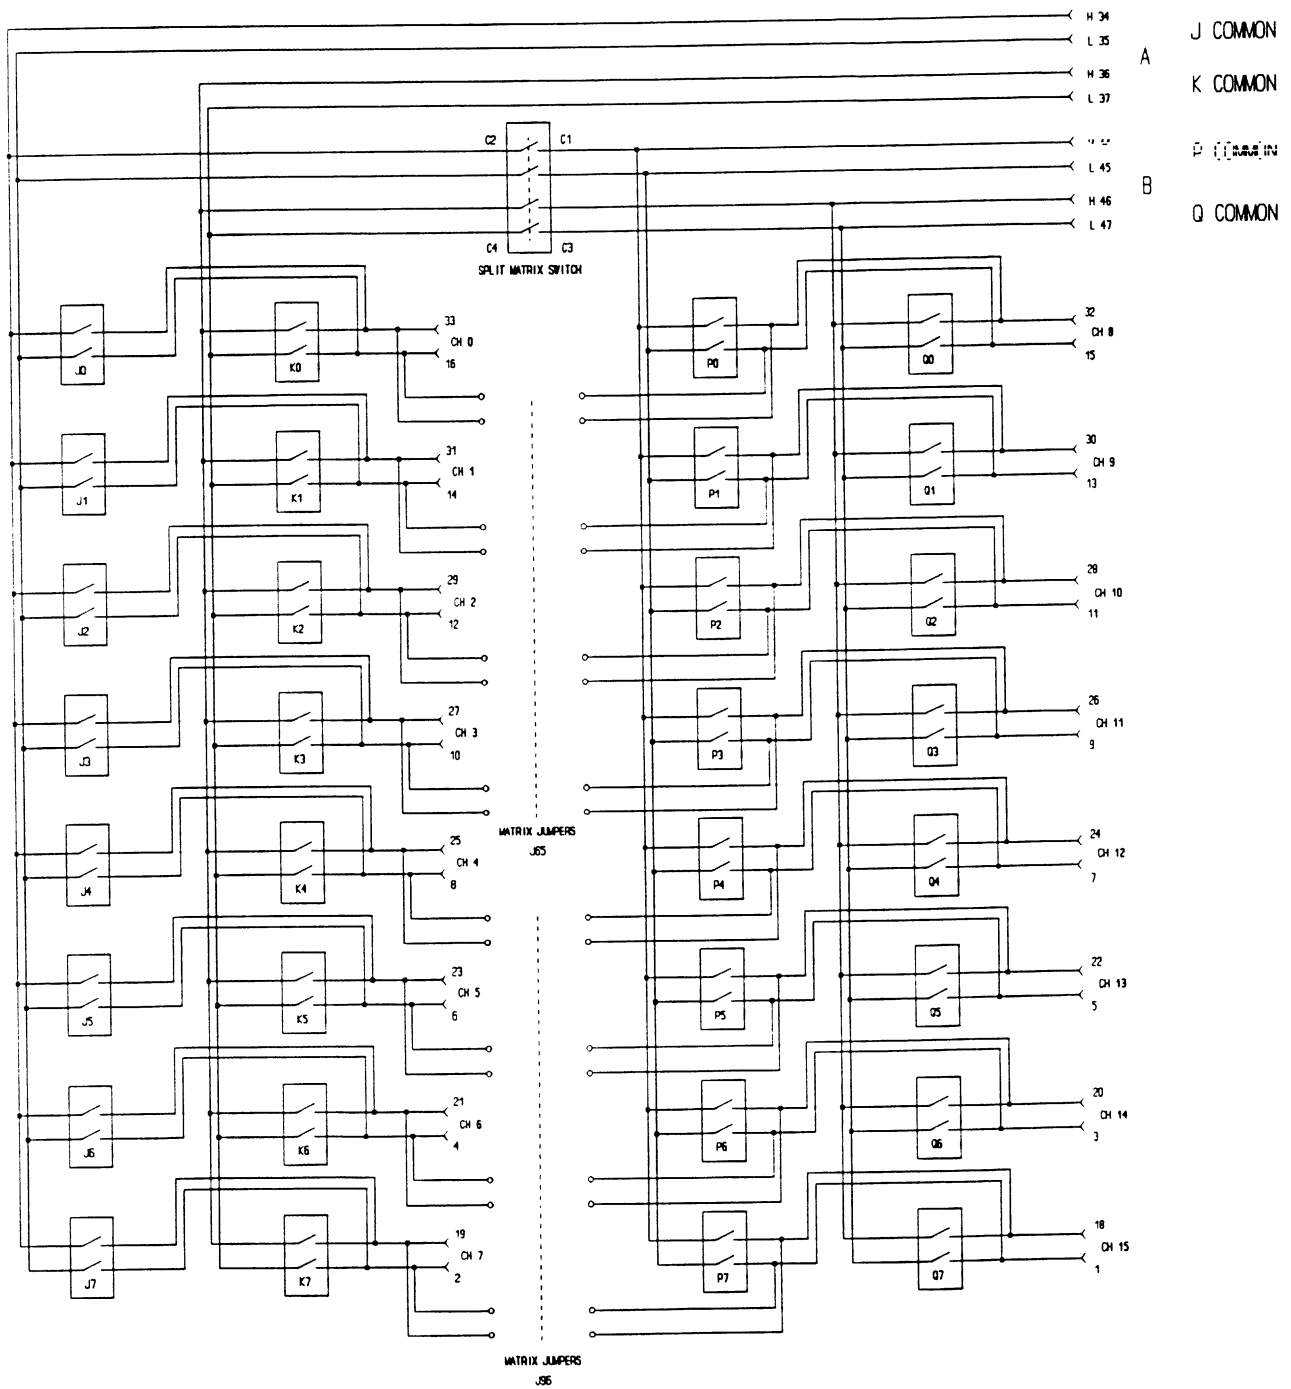 H 34
J COMMON
L 35
A
H 36
K COMMON
L 37
C2
C1
P COMMON
L 45
B
H 46
Q COMMON
L 47
C4
C3
SPLIT MATRIX SWITCH
J0
K0
33
CH 0
16
P0
Q0
32
CH 8
15
J1
K1
31
CH 1
14
P1
Q1
30
CH 9
13
J2
K2
29
CH 2
12
P2
Q2
28
CH 10
11
J3
K3
27
CH 3
10
P3
Q3
26
CH 11
9
MATRIX JUMPERS
J65
J4
K4
25
CH 4
8
P4
Q4
24
CH 12
7
J5
K5
23
CH 5
6
P5
Q5
22
CH 13
5
J6
K6
21
CH 6
4
P6
Q6
20
CH 14
3
J7
K7
19
CH 7
2
P7
Q7
18
CH 15
1
MATRIX JUMPERS
J96